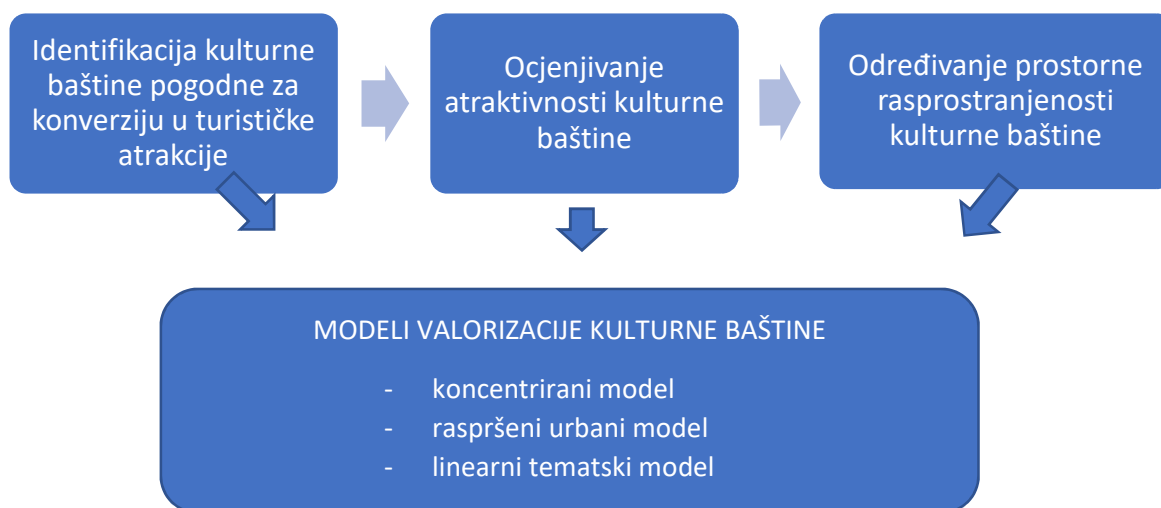 Identifikacija kulturne
baštine pogodne za
konverziju u turističke
atrakcije
Ocjenjivanje
atraktivnosti kulturne
baštine
Određivanje prostorne
rasprostranjenosti
kulturne baštine
MODELI VALORIZACIJE KULTURNE BAŠTINE
- koncentrirani model
- raspršeni urbani model
- linearni tematski model